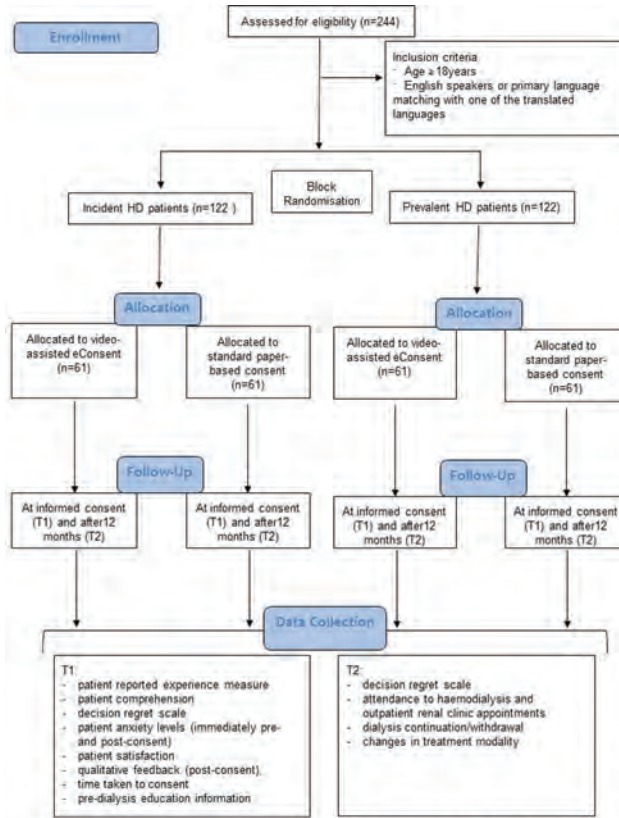 Assessed for eligibility (n=244)
Enrollment
Inclusion criteria
- Age ≥ 18years
- English speakers or primary language
matching with one of the translated
languages
Block
Randomisation
Incident HD patients (n=122 )
Prevalent HD patients (n=122)
Allocation
Allocation
Allocated to video-
assisted eConsent
(n=61)
Allocated to
standard paper-
based consent
(n=61)
Allocated to video-
assisted eConsent
(n=61)
Allocated to
standard paper-
based consent
(n=61)
Follow-Up
Follow-Up
At informed consent
(T1) and after12
months (T2)
At informed consent
(T1) and after12
months (T2)
At informed consent
(T1) and after12
months (T2)
At informed consent
(T1) and after12
months (T2)
Data Collection
T1:
- patient reported experience measure
- patient comprehension
- decision regret scale
- patient anxiety levels (immediately pre-
and post-consent)
- patient satisfaction
- qualitative feedback (post-consent),
- time taken to consent
- pre-dialysis education information
T2:
- decision regret scale
- attendance to haemodialysis and
outpatient renal clinic appointments
- dialysis continuation/withdrawal
- changes in treatment modality